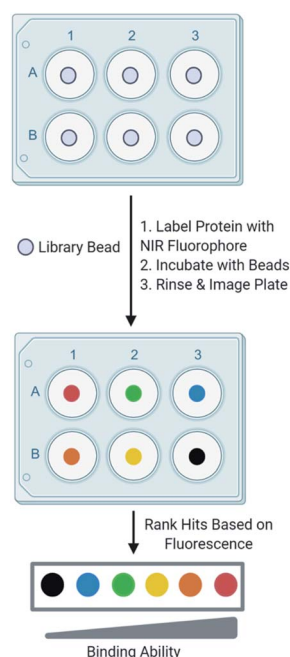 1 2 3
A
B
Library Bead
1. Label Protein with
NIR Fluorophore
2. Incubate with Beads
3. Rinse & Image Plate
1 2 3
A
B
Rank Hits Based on
Fluorescence
Binding Ability